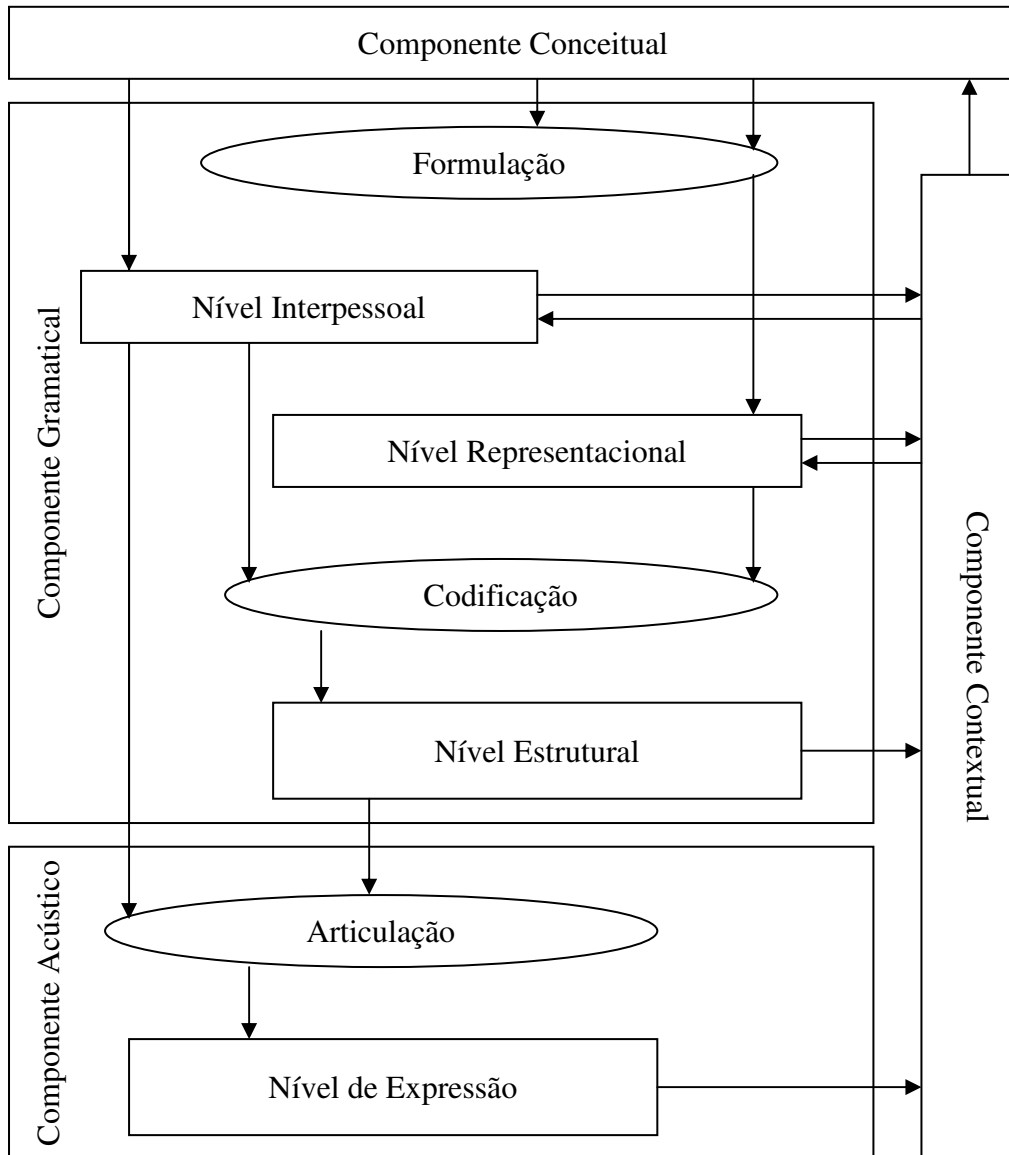 Componente Conceitual
Formulação
Nível Interpessoal
Componente Gramatical
Nível Representacional
Componente Contextual
Codificação
Nível Estrutural
Componente Acústico
Articulação
Nível de Expressão